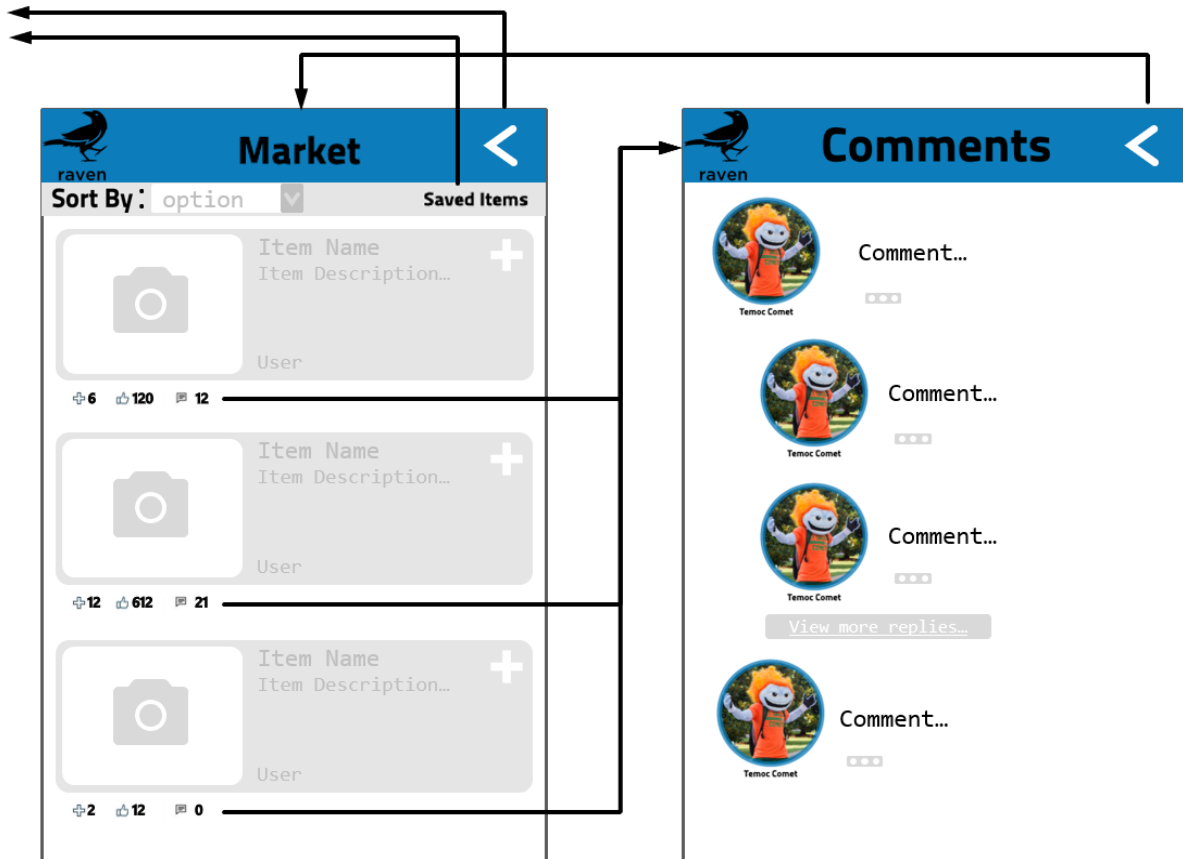 raven
Market
Sort By: option
Saved Items
Item Name
Item Description…
User
6 120 12
Item Name
Item Description…
User
12 612 21
Item Name
Item Description…
User
2 12 0
raven
Comments
Comment…
Temoc Comet
Comment…
Temoc Comet
Comment…
Temoc Comet
View more replies…
Comment…
Temoc Comet